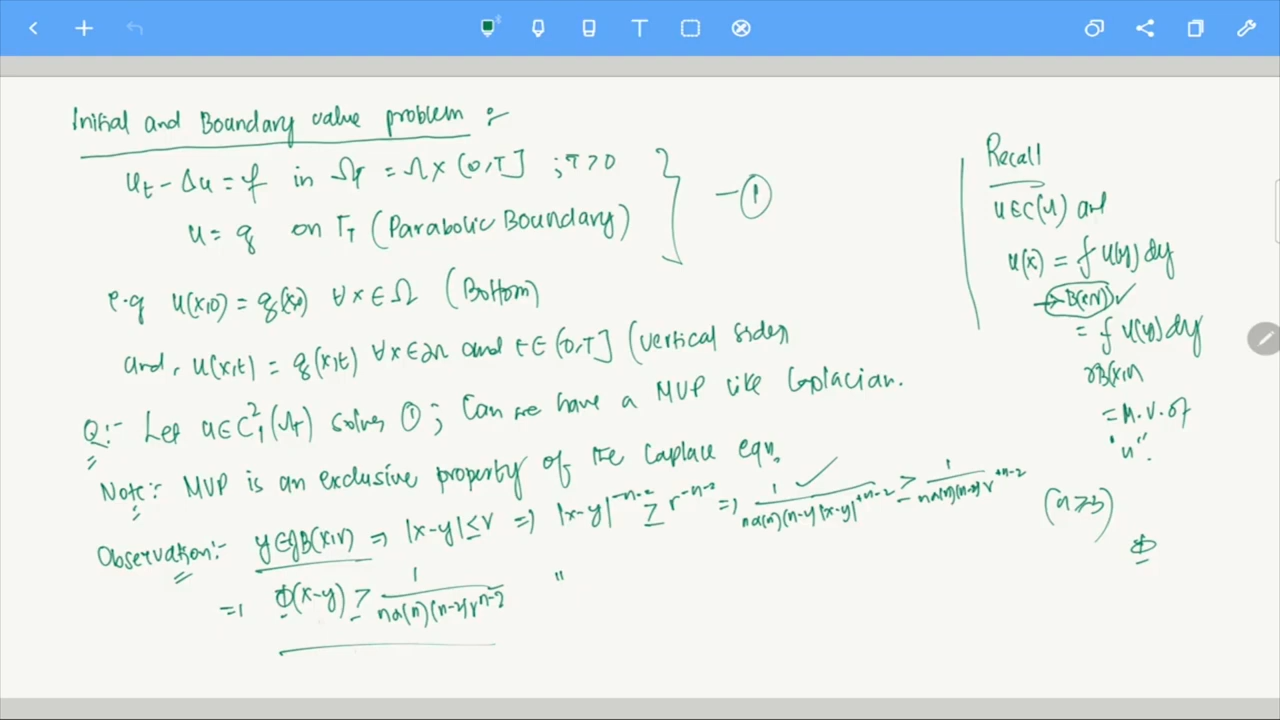 Initial and Boundary value problem :-
u_t - Δu = f in Ω_T = Ω × (0,T] ; T > 0
u = g on Γ_T (Parabolic Boundary) — ①
e.g u(x,0) = g(x,0) ∀ x ∈ Ω (Bottom)
and, u(x,t) = g(x,t) ∀ x ∈ ∂Ω and t ∈ (0,T] (vertical sides
Q:- Let u ∈ C²₁(Ω_T) solves ①; Can we have a MVP like Laplacian.
Note:- MVP is an exclusive property of the Laplace eqn.
Observation:- y ∈ ∂B(x,r) ⇒ |x-y| ≤ r ⇒ |x-y|^{-n-2} ≥ r^{-n-2} ⇒ 1/(nα(n)(n-2)|x-y|^{+n-2}) ≥ 1/(nα(n)(n-2)r^{+n-2}) (n ≥ 3)
⇒ Φ(x-y) ≥ 1/(nα(n)(n-2)r^{n-2}) "
Φ
Recall
u ∈ C(U) and
u(x) = ⨍ u(y) dy
→ B(x,r) ✓
= ⨍ u(y) dy
∂B(x,r)
= M.V. of
"u".